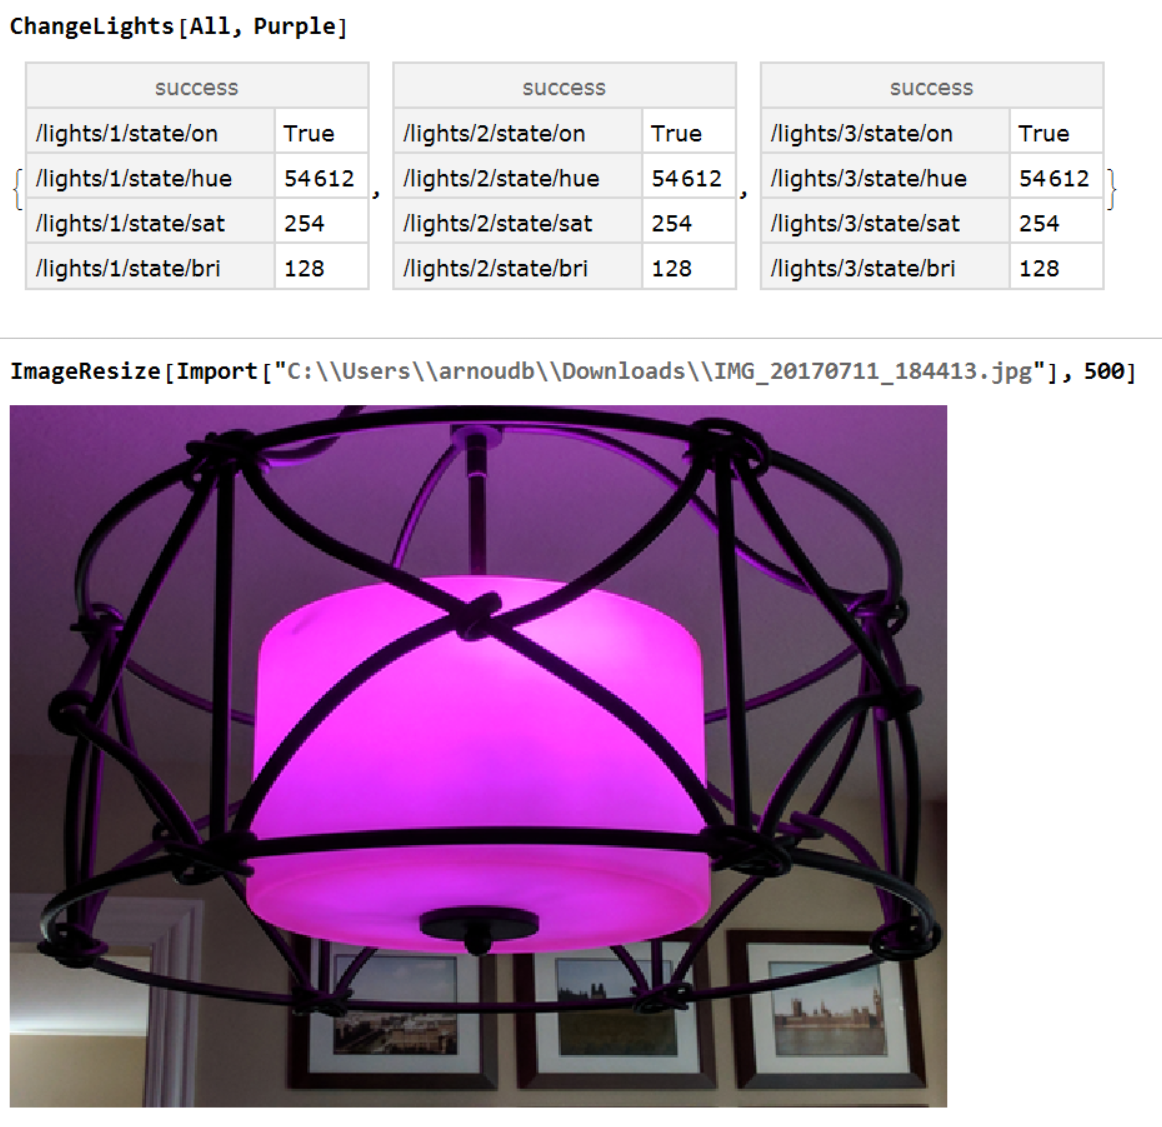 ChangeLights[All, Purple]
success success success
/lights/1/state/on True /lights/2/state/on True /lights/3/state/on True
{ /lights/1/state/hue 54612 , /lights/2/state/hue 54612 , /lights/3/state/hue 54612 }
/lights/1/state/sat 254 /lights/2/state/sat 254 /lights/3/state/sat 254
/lights/1/state/bri 128 /lights/2/state/bri 128 /lights/3/state/bri 128
ImageResize[Import["C:\\Users\\arnoudb\\Downloads\\IMG_20170711_184413.jpg"], 500]